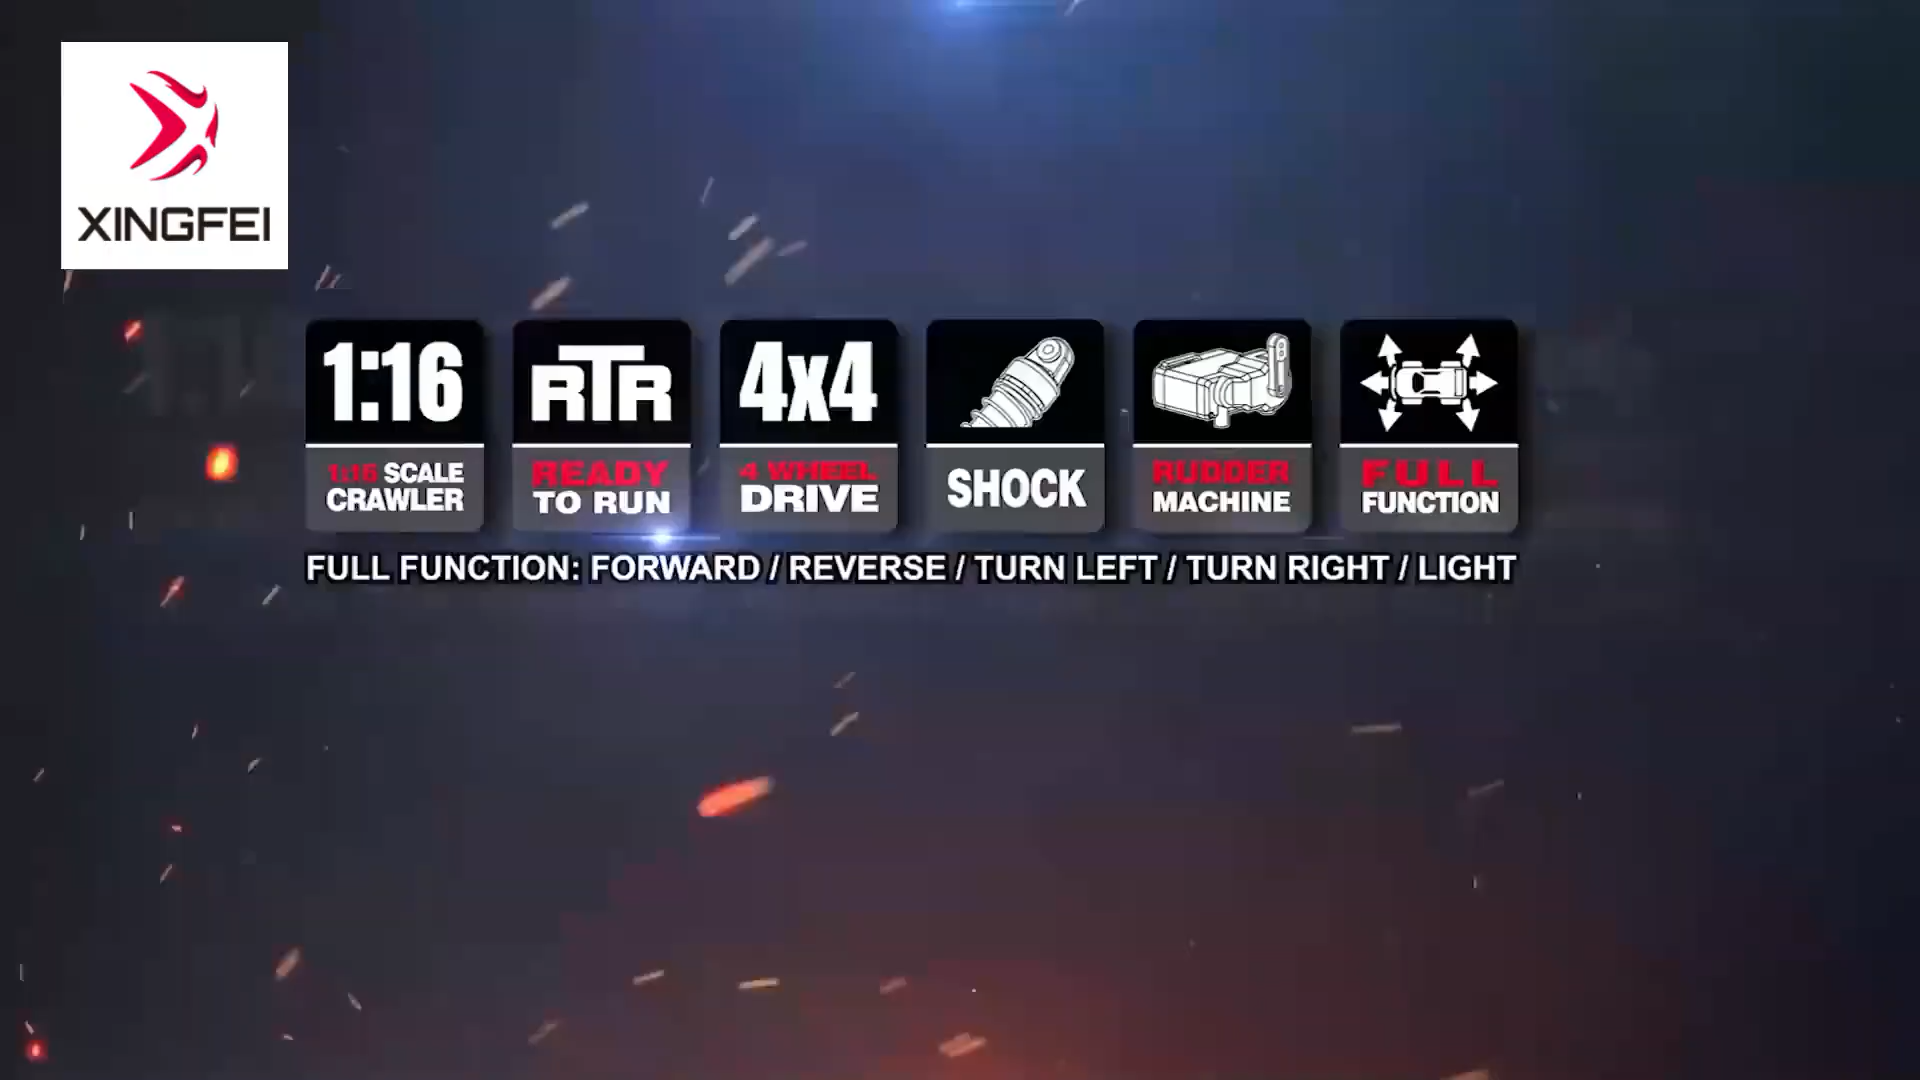 XINGFEI
1:16
1:16 SCALE
CRAWLER
RTR
READY
TO RUN
4x4
4 WHEEL
DRIVE
SHOCK
RUDDER
MACHINE
FULL
FUNCTION
FULL FUNCTION: FORWARD / REVERSE / TURN LEFT / TURN RIGHT / LIGHT